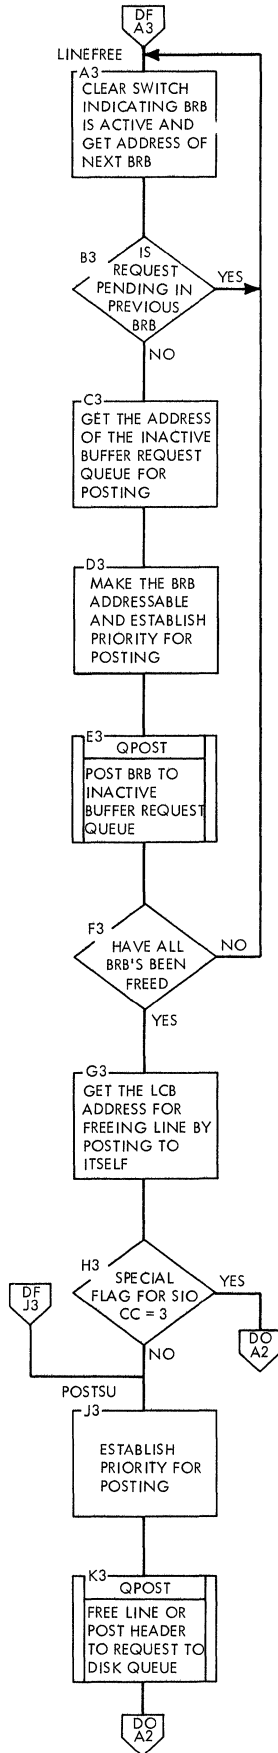 DF
A3
LINEFREE
A3
CLEAR SWITCH
INDICATING BRB
IS ACTIVE AND
GET ADDRESS OF
NEXT BRB
B3
IS
REQUEST
PENDING IN
PREVIOUS
BRB
YES
NO
C3
GET THE ADDRESS
OF THE INACTIVE
BUFFER REQUEST
QUEUE FOR
POSTING
D3
MAKE THE BRB
ADDRESSABLE
AND ESTABLISH
PRIORITY FOR
POSTING
E3
QPOST
POST BRB TO
INACTIVE
BUFFER REQUEST
QUEUE
F3
HAVE ALL
BRB'S BEEN
FREED
NO
YES
G3
GET THE LCB
ADDRESS FOR
FREEING LINE BY
POSTING TO
ITSELF
H3
SPECIAL
FLAG FOR SIO
CC = 3
YES
DF
J3
NO
DO
A2
POSTSU
J3
ESTABLISH
PRIORITY FOR
POSTING
K3
QPOST
FREE LINE OR
POST HEADER
TO REQUEST TO
DISK QUEUE
DO
A2